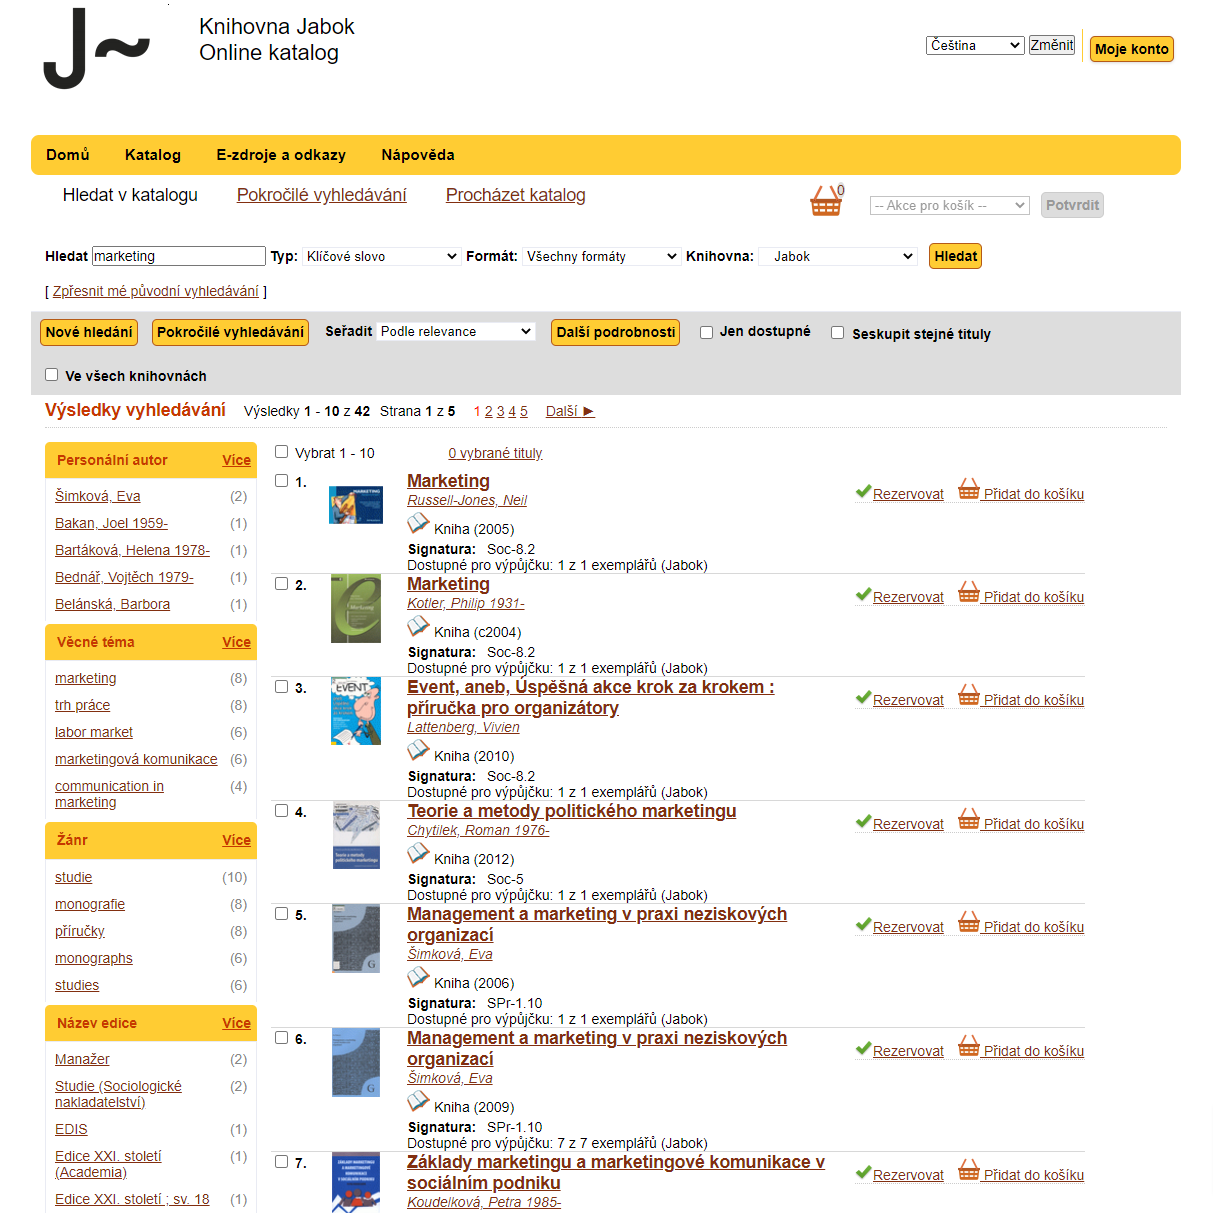 Knihovna Jabok
Online katalog
Čeština Změnit Moje konto
Domů Katalog E-zdroje a odkazy Nápověda
Hledat v katalogu Pokročilé vyhledávání Procházet katalog 0 -- Akce pro košík -- Potvrdit
Hledat marketing Typ: Klíčové slovo Formát: Všechny formáty Knihovna: Jabok Hledat
[ Zpřesnit mé původní vyhledávání ]
Nové hledání Pokročilé vyhledávání Seřadit Podle relevance Další podrobnosti Jen dostupné Seskupit stejné tituly
Ve všech knihovnách
Výsledky vyhledávání Výsledky 1 - 10 z 42 Strana 1 z 5 1 2 3 4 5 Další ►
Personální autor Více
Šimková, Eva (2)
Bakan, Joel 1959- (1)
Bartáková, Helena 1978- (1)
Bednář, Vojtěch 1979- (1)
Belánská, Barbora (1)
Věcné téma Více
marketing (8)
trh práce (8)
labor market (6)
marketingová komunikace (6)
communication in
marketing (4)
Žánr Více
studie (10)
monografie (8)
příručky (8)
monographs (6)
studies (6)
Název edice Více
Manažer (2)
Studie (Sociologické
nakladatelství) (2)
EDIS (1)
Edice XXI. století
(Academia) (1)
Edice XXI. století ; sv. 18 (1)
Vybrat 1 - 10 0 vybrané tituly
1. Marketing
Russell-Jones, Neil
Kniha (2005)
Signatura: Soc-8.2
Dostupné pro výpůjčku: 1 z 1 exemplářů (Jabok)
Rezervovat Přidat do košíku
2. Marketing
Kotler, Philip 1931-
Kniha (c2004)
Signatura: Soc-8.2
Dostupné pro výpůjčku: 1 z 1 exemplářů (Jabok)
Rezervovat Přidat do košíku
EVENT
3. Event, aneb, Úspěšná akce krok za krokem :
příručka pro organizátory
Lattenberg, Vivien
Kniha (2010)
Signatura: Soc-8.2
Dostupné pro výpůjčku: 1 z 1 exemplářů (Jabok)
Rezervovat Přidat do košíku
4. Teorie a metody politického marketingu
Chytilek, Roman 1976-
Kniha (2012)
Signatura: Soc-5
Dostupné pro výpůjčku: 1 z 1 exemplářů (Jabok)
Rezervovat Přidat do košíku
5. Management a marketing v praxi neziskových
organizací
Šimková, Eva
Kniha (2006)
Signatura: SPr-1.10
Dostupné pro výpůjčku: 1 z 1 exemplářů (Jabok)
Rezervovat Přidat do košíku
6. Management a marketing v praxi neziskových
organizací
Šimková, Eva
Kniha (2009)
Signatura: SPr-1.10
Dostupné pro výpůjčku: 7 z 7 exemplářů (Jabok)
Rezervovat Přidat do košíku
7. Základy marketingu a marketingové komunikace v
sociálním podniku
Koudelková, Petra 1985-
Rezervovat Přidat do košíku